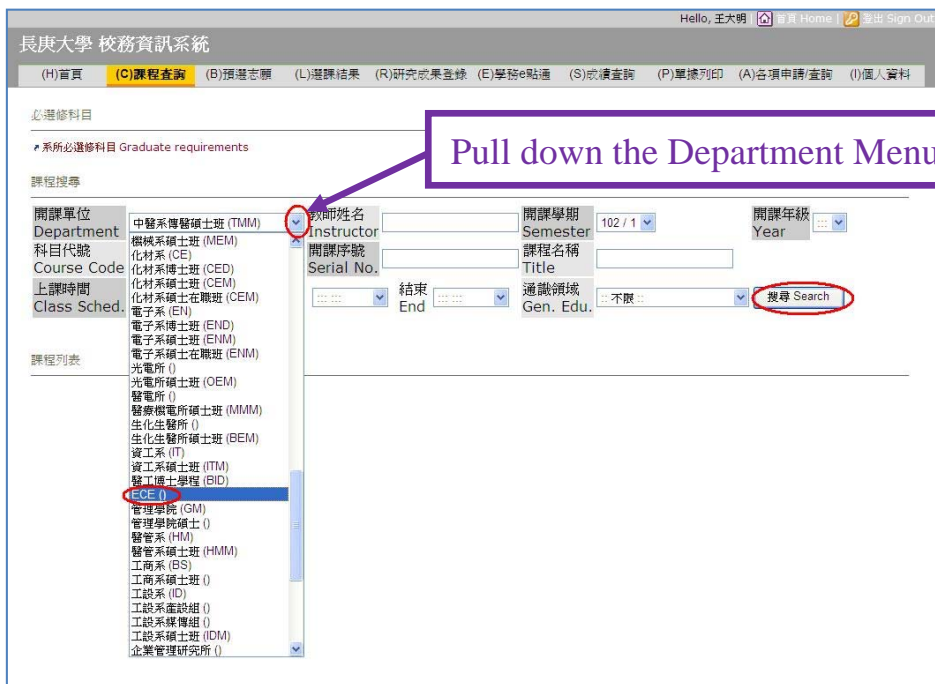 Hello, 王大明 | 首頁 Home | 登出 Sign Out
長庚大學 校務資訊系統
(H)首頁 (C)課程查詢 (B)預選志願 (L)選課結果 (R)研究成果登錄 (E)學務e點通 (S)成績查詢 (P)單據列印 (A)各項申請/查詢 (I)個人資料
必選修科目
系所必選修科目 Graduate requirements
Pull down the Department Menu
課程搜尋
開課單位 中醫系傳醫碩士班 (TMM) 教師姓名 開課學期 102 / 1 開課年級 ::: 
Department Instructor Semester Year
科目代號 開課序號 課程名稱
Course Code Serial No. Title
上課時間 ::: ::: 結束 ::: ::: 通識領域 :: 不限 :: 搜尋 Search
Class Sched. End Gen. Edu.
課程列表
機械系碩士班 (MEM)
化材系 (CE)
化材系博士班 (CED)
化材系碩士班 (CEM)
化材系碩士在職班 (CEM)
電子系 (EN)
電子系博士班 (END)
電子系碩士班 (ENM)
電子系碩士在職班 (ENM)
光電所 ()
光電所碩士班 (OEM)
醫電所 ()
醫療機電所碩士班 (MMM)
生化生醫所 ()
生化生醫所碩士班 (BEM)
資工系 (IT)
資工系碩士班 (ITM)
醫工博士學程 (BID)
ECE ()
管理學院 (GM)
管理學院碩士 ()
醫管系 (HM)
醫管系碩士班 (HMM)
工商系 (BS)
工商系碩士班 ()
工設系 (ID)
工設系產設組 ()
工設系媒傳組 ()
工設系碩士班 (IDM)
企業管理研究所 ()